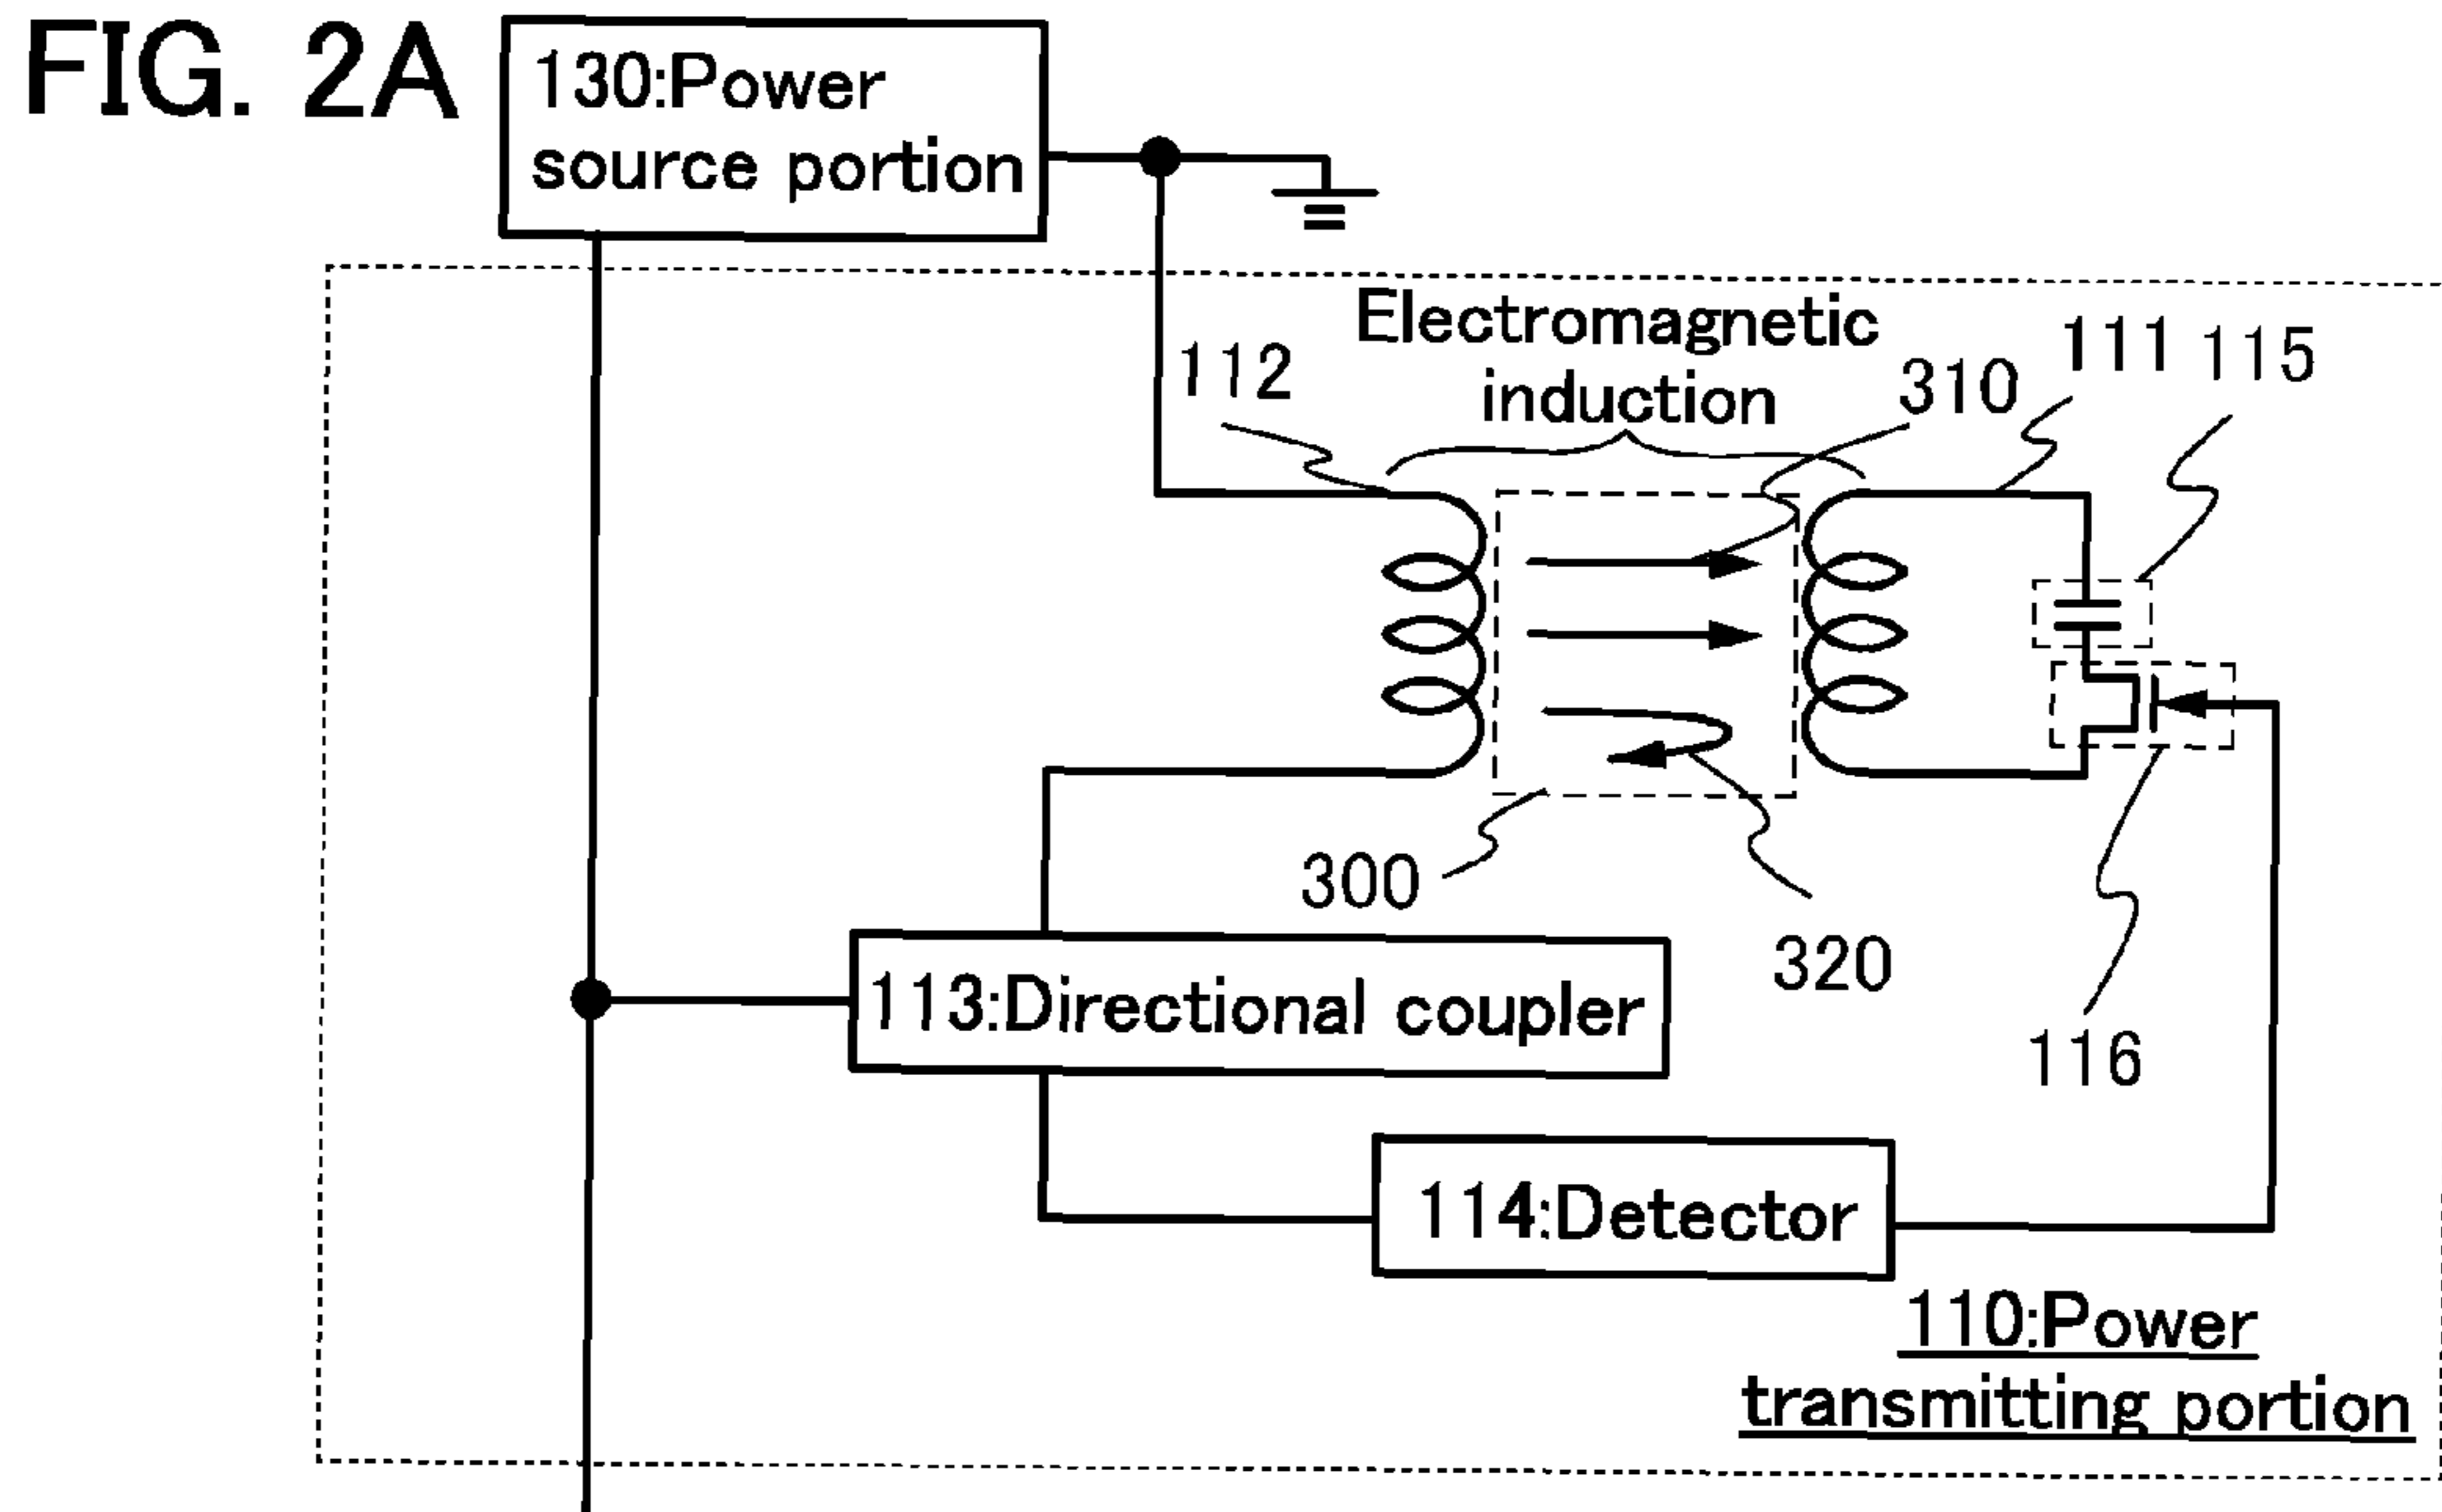 FIG. 2A
130:Power
source portion
Electromagnetic
induction
112
310
111
115
300
320
116
113:Directional coupler
114:Detector
110:Power
transmitting portion